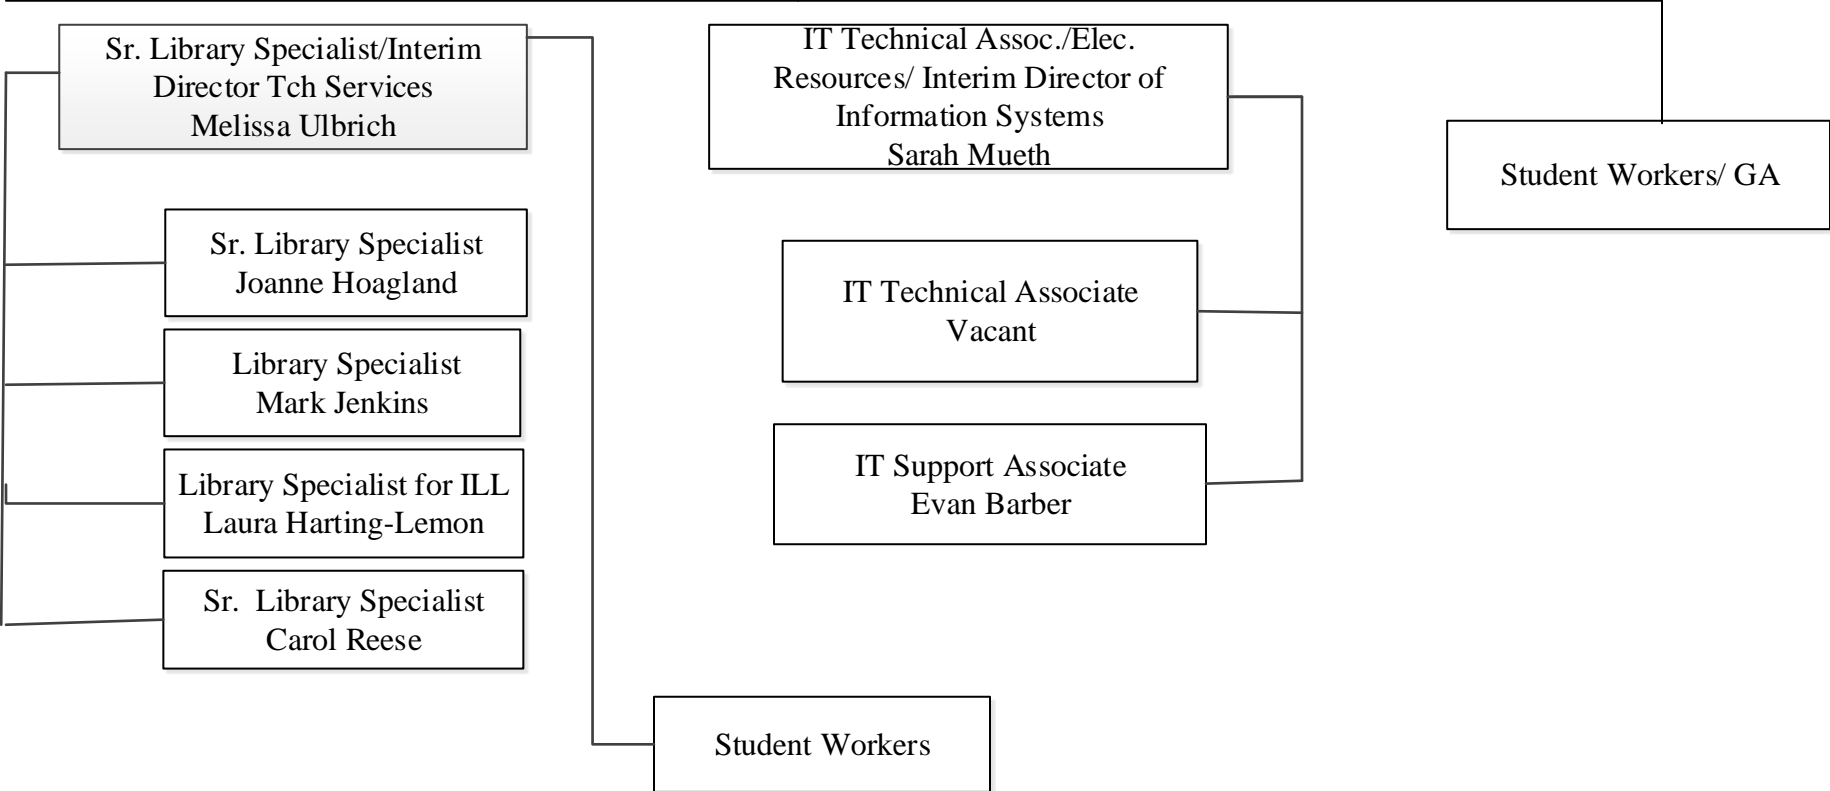 Sr. Library Specialist/Interim
Director Tch Services
Melissa Ulbrich
Sr. Library Specialist
Joanne Hoagland
Library Specialist
Mark Jenkins
Library Specialist for ILL
Laura Harting-Lemon
Sr. Library Specialist
Carol Reese
Student Workers
IT Technical Assoc./Elec.
Resources/ Interim Director of
Information Systems
Sarah Mueth
IT Technical Associate
Vacant
IT Support Associate
Evan Barber
Student Workers/ GA